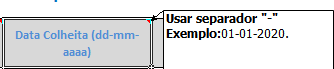 Data Colheita (dd-mm-
aaaa)
Usar separador "-"
Exemplo:01-01-2020.